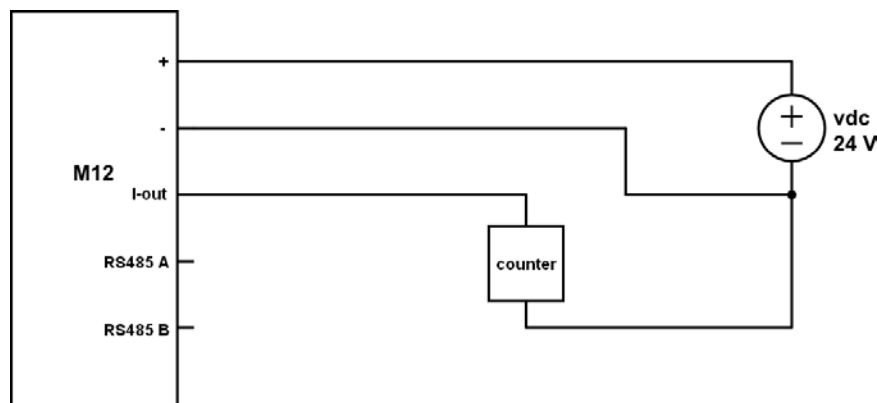 +
-
M12
I-out
RS485 A
RS485 B
counter
+
−
vdc
24 V